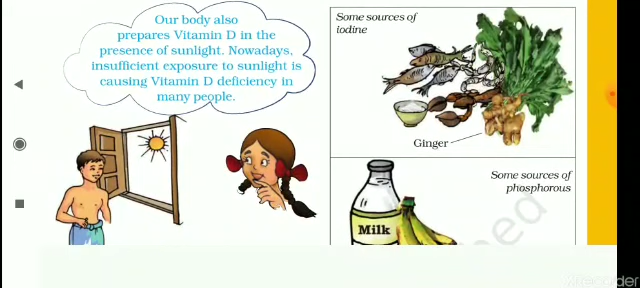 Our body also
prepares Vitamin D in the
presence of sunlight. Nowadays,
insufficient exposure to sunlight is
causing Vitamin D deficiency in
many people.
Some sources of
iodine
Ginger
Some sources of
phosphorous
Milk